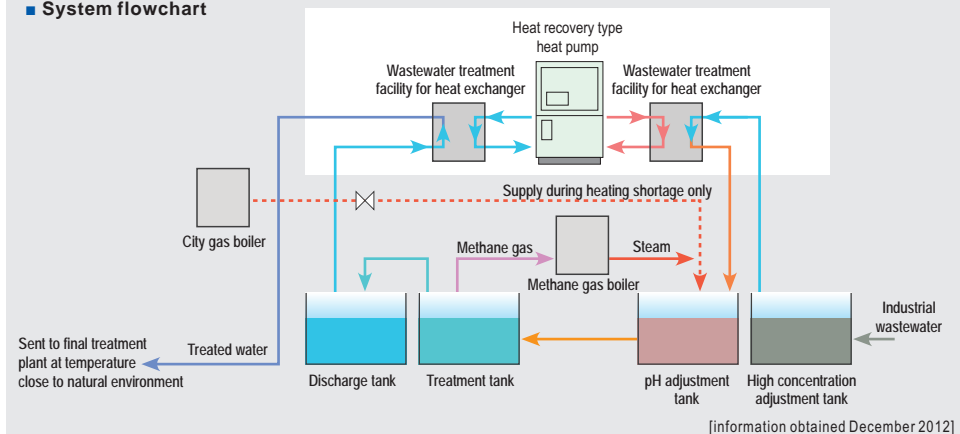 ■ System flowchart
Heat recovery type
heat pump
Wastewater treatment
facility for heat exchanger
Wastewater treatment
facility for heat exchanger
Supply during heating shortage only
City gas boiler
Methane gas
Steam
Methane gas boiler
Industrial
wastewater
Sent to final treatment
plant at temperature
close to natural environment
Treated water
Discharge tank
Treatment tank
pH adjustment
tank
High concentration
adjustment tank
[information obtained December 2012]